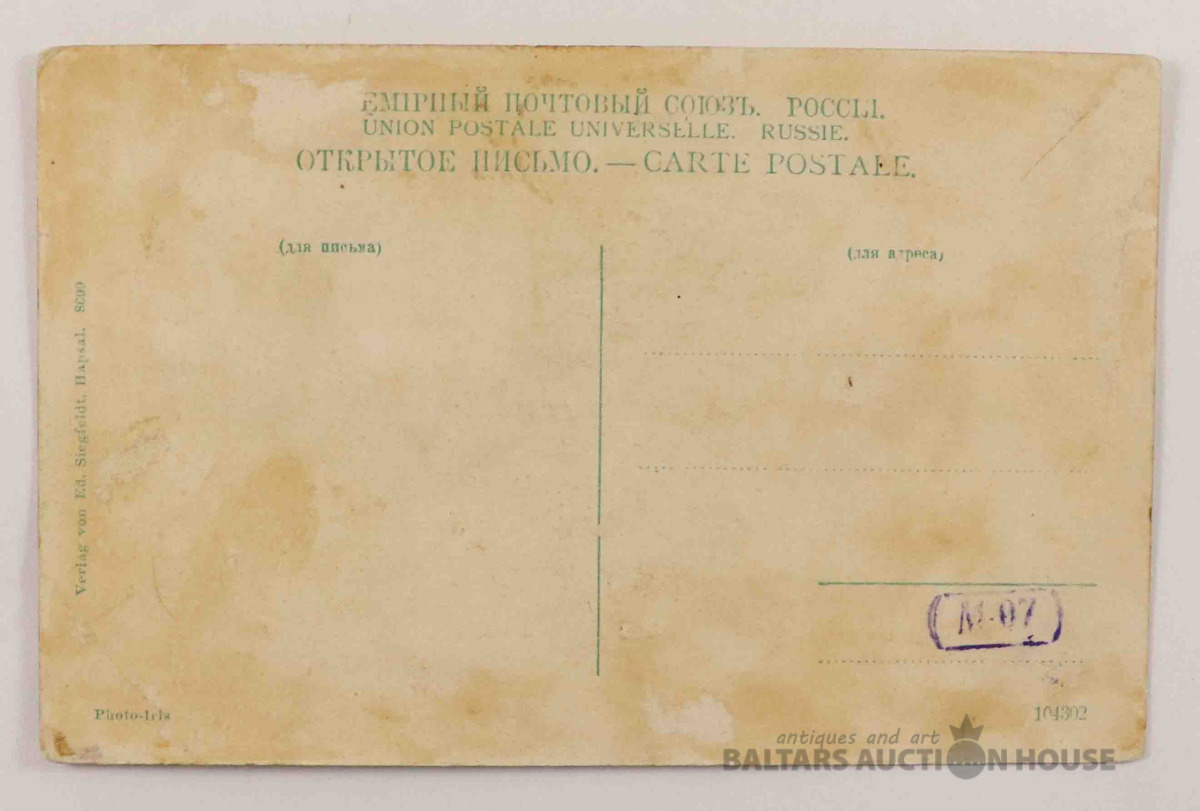 ЕМІРНЫЙ ПОЧТОВЫЙ СОЮЗЪ. РОССІЯ.
UNION POSTALE UNIVERSELLE. RUSSIE.
ОТКРЫТОЕ ПИСЬМО. — CARTE POSTALE.
(для письма)
(для адреса)
Verlag von Ed. Siegfeldt, Hapsal.
M-07
Photo-Iris
104302
antiques and art
BALTARS AUCTION HOUSE